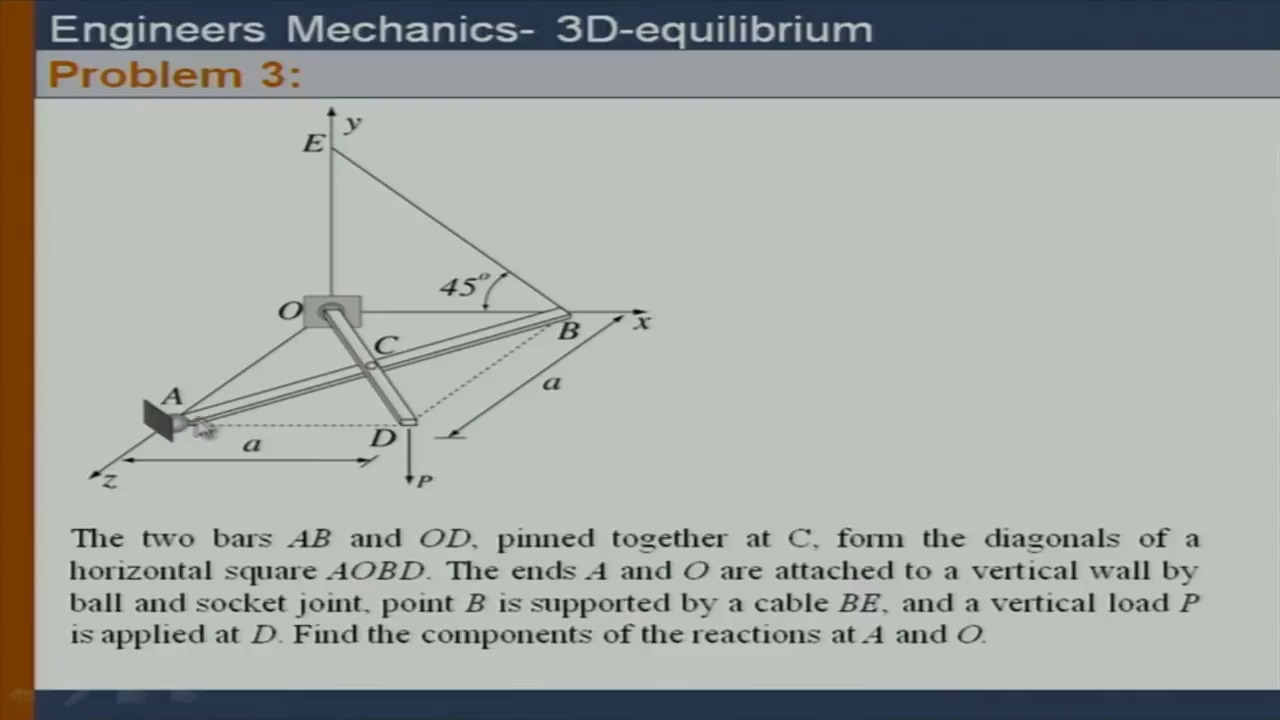 Engineers Mechanics- 3D-equilibrium
Problem 3:
y
E
45°
O
B
x
C
A
a
D
a
z
P
The two bars AB and OD, pinned together at C, form the diagonals of a
horizontal square AOBD. The ends A and O are attached to a vertical wall by
ball and socket joint, point B is supported by a cable BE, and a vertical load P
is applied at D. Find the components of the reactions at A and O.